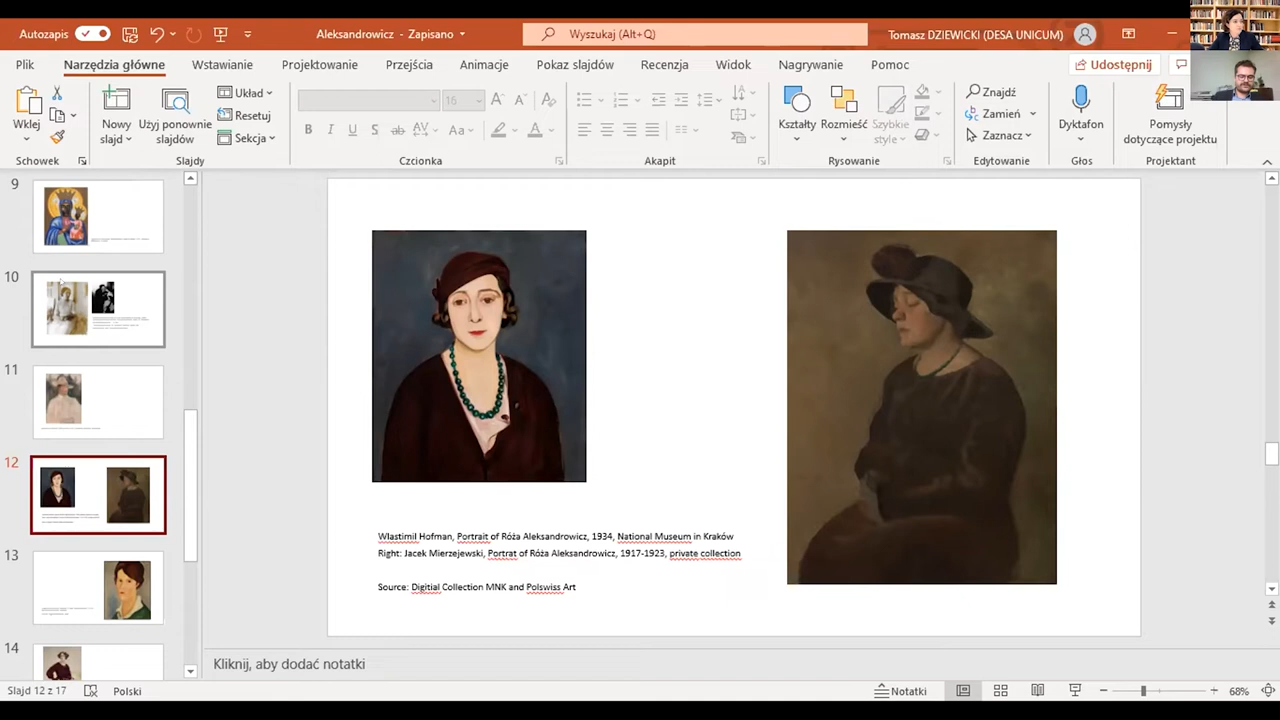 Autozapis
Aleksandrowicz - Zapisano
Wyszukaj (Alt+Q)
Tomasz DZIEWICKI (DESA UNICUM)
Plik
Narzędzia główne
Wstawianie
Projektowanie
Przejścia
Animacje
Pokaz slajdów
Recenzja
Widok
Nagrywanie
Pomoc
Udostępnij
Wklej
Nowy
slajd
Użyj ponownie
slajdów
Układ
Resetuj
Sekcja
16
Kształty
Rozmieść
Szybkie
style
Znajdź
Zamień
Zaznacz
Dyktafon
Pomysły
dotyczące projektu
Schowek
Slajdy
Czcionka
Akapit
Rysowanie
Edytowanie
Głos
Projektant
9
10
11
12
13
14
Wlastimil Hofman, Portrait of Róża Aleksandrowicz, 1934, National Museum in Kraków
Right: Jacek Mierzejewski, Portrat of Róża Aleksandrowicz, 1917-1923, private collection
Source: Digitial Collection MNK and Polswiss Art
Kliknij, aby dodać notatki
Slajd 12 z 17
Polski
Notatki
68%